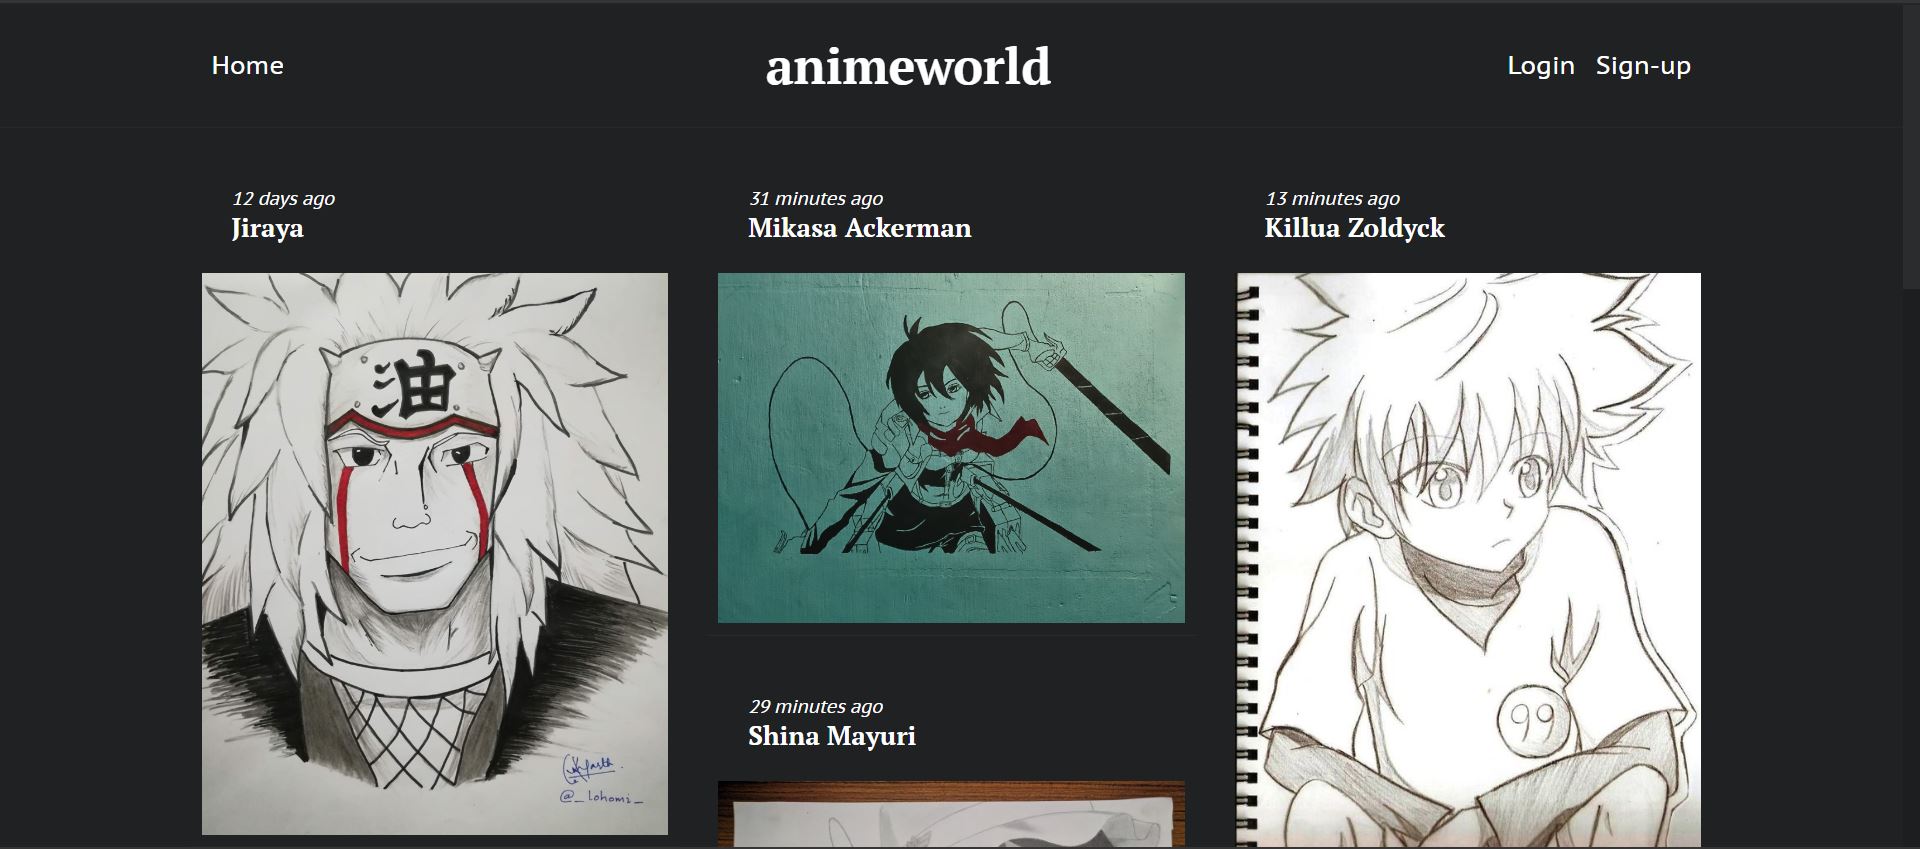 Home
animeworld
Login Sign-up
12 days ago
Jiraya
油
@_lohomi_
31 minutes ago
Mikasa Ackerman
29 minutes ago
Shina Mayuri
13 minutes ago
Killua Zoldyck
99